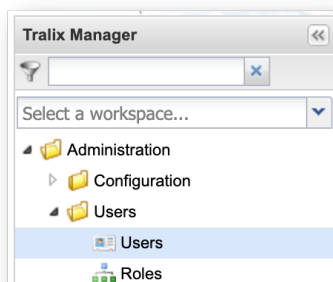 Tralix Manager
Select a workspace...
Administration
Configuration
Users
Users
Roles